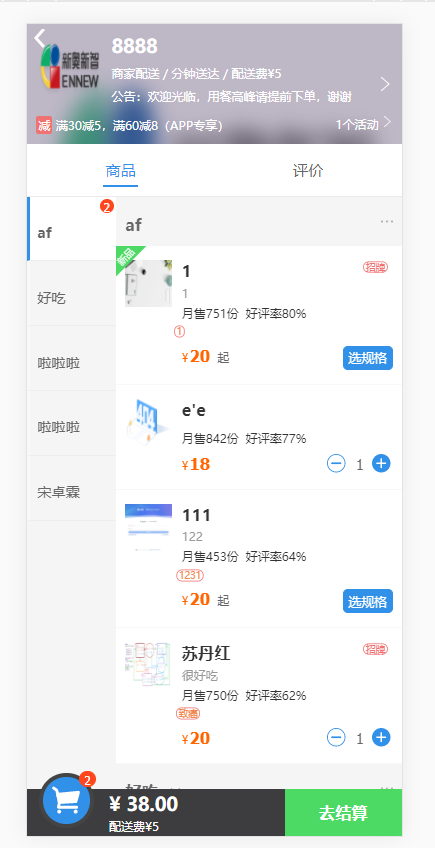 新奥新智
ENNEW
8888
商家配送 / 分钟送达 / 配送费¥5
公告：欢迎光临，用餐高峰请提前下单，谢谢
减 满30减5，满60减8（APP专享）
1个活动
商品 评价
2
af
好吃
啦啦啦
啦啦啦
宋卓霖
af ...
新品
1 招牌
1
月售751份 好评率80%
1
¥20 起 选规格
404
e'e
月售842份 好评率77%
¥18 1
111
122
月售453份 好评率64%
1231
¥20 起 选规格
苏丹红 招牌
很好吃
月售750份 好评率62%
致癌
¥20 1
好吃 ...
2
¥ 38.00
配送费¥5
去结算